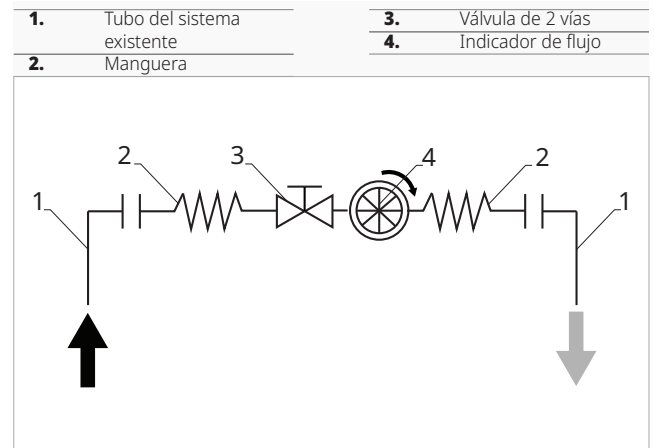 1. Tubo del sistema
existente
2. Manguera
3. Válvula de 2 vías
4. Indicador de flujo
2 3 4 2
1 1